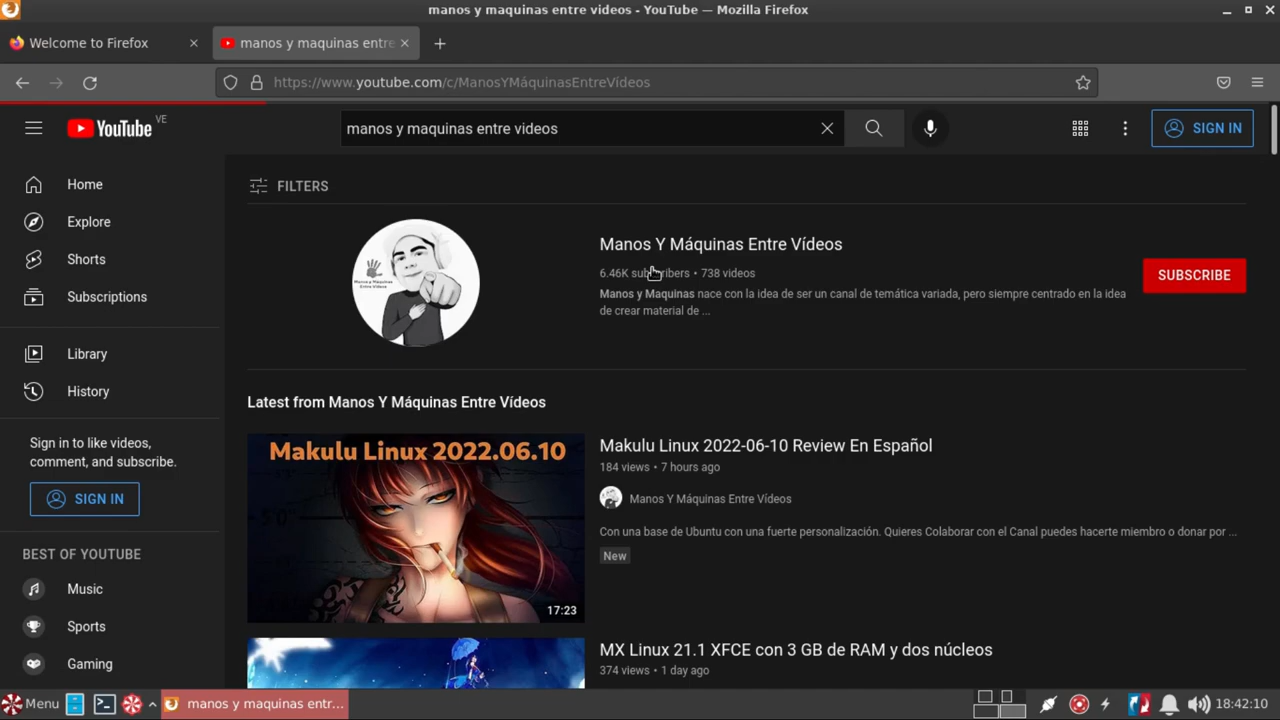 manos y maquinas entre videos - YouTube — Mozilla Firefox
Welcome to Firefox
manos y maquinas entre
https://www.youtube.com/c/ManosYMáquinasEntreVídeos
YouTube VE
manos y maquinas entre videos
SIGN IN
Home
Explore
Shorts
Subscriptions
Library
History
Sign in to like videos,
comment, and subscribe.
SIGN IN
BEST OF YOUTUBE
Music
Sports
Gaming
FILTERS
Manos Y Máquinas Entre Vídeos
6.46K subscribers • 738 videos
Manos y Maquinas nace con la idea de ser un canal de temática variada, pero siempre centrado en la idea
de crear material de ...
SUBSCRIBE
Latest from Manos Y Máquinas Entre Vídeos
Makulu Linux 2022.06.10
17:23
Makulu Linux 2022-06-10 Review En Español
184 views • 7 hours ago
Manos Y Máquinas Entre Vídeos
Con una base de Ubuntu con una fuerte personalización. Quieres Colaborar con el Canal puedes hacerte miembro o donar por ...
New
MX Linux 21.1 XFCE con 3 GB de RAM y dos núcleos
374 views • 1 day ago
Menu
manos y maquinas entr...
18:42:10